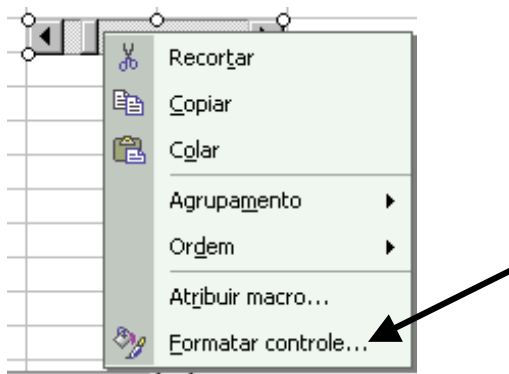 Recortar
Copiar
Colar
Agrupamento
Ordem
Atribuir macro...
Formatar controle...